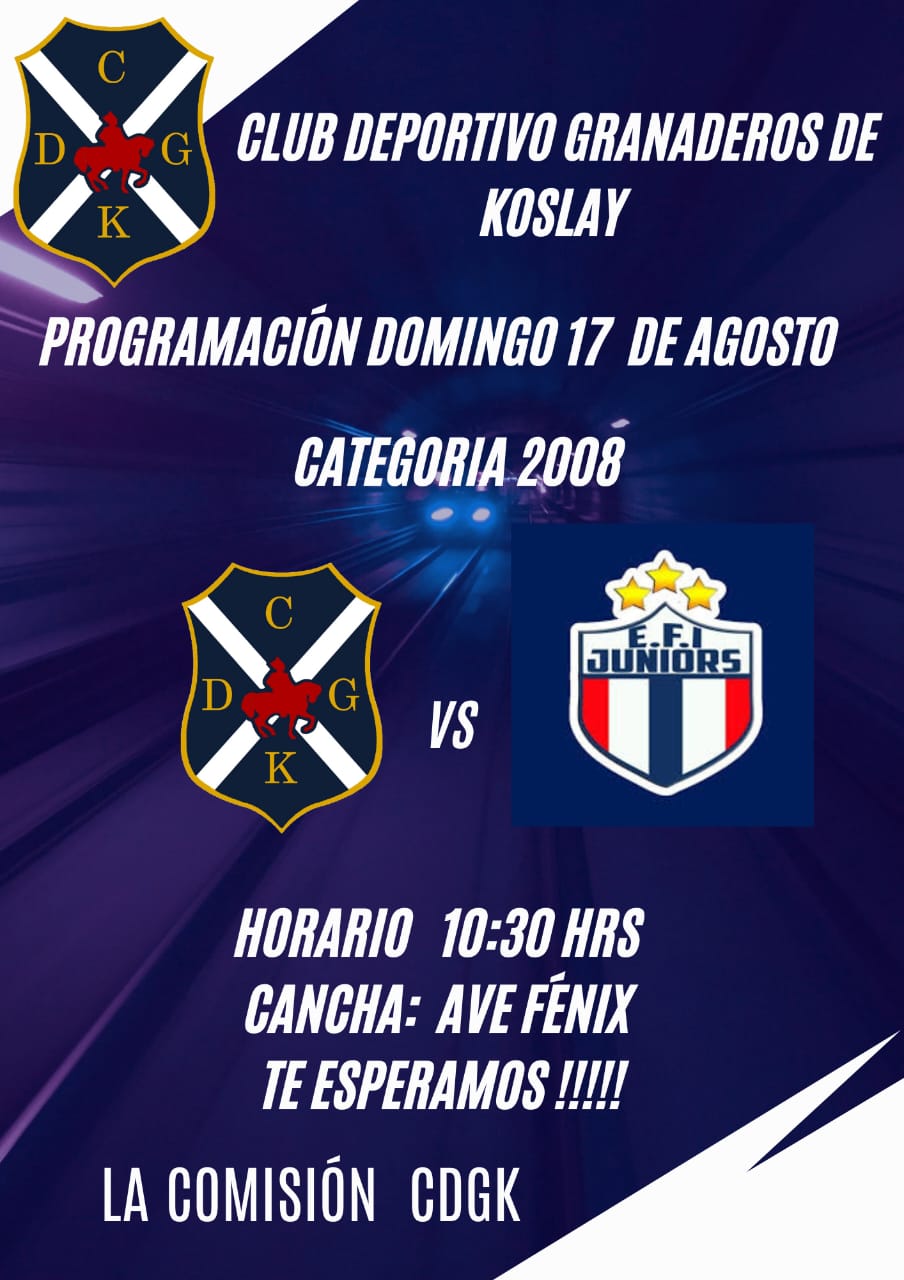 C
D G
K
CLUB DEPORTIVO GRANADEROS DE
KOSLAY
PROGRAMACIÓN DOMINGO 17 DE AGOSTO
CATEGORIA 2008
C
D G
K
VS
E.F.I
JUNIORS
HORARIO 10:30 HRS
CANCHA: AVE FÉNIX
TE ESPERAMOS !!!!!
LA COMISIÓN CDGK